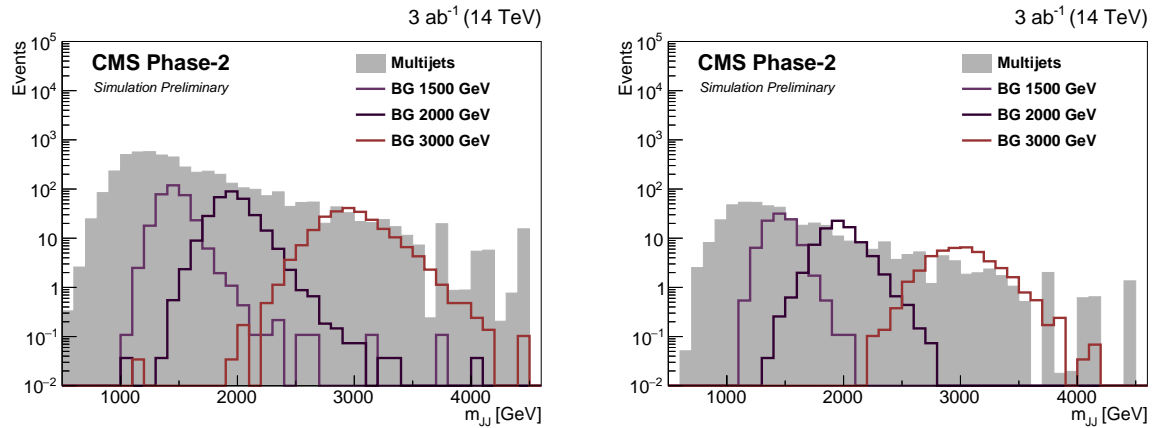 3 ab⁻¹ (14 TeV)
Events
10⁵
10⁴
10³
10²
10
1
10⁻¹
10⁻²
CMS Phase-2
Simulation Preliminary
Multijets
BG 1500 GeV
BG 2000 GeV
BG 3000 GeV
1000 2000 3000 4000
m_JJ [GeV]
3 ab⁻¹ (14 TeV)
Events
10⁵
10⁴
10³
10²
10
1
10⁻¹
10⁻²
CMS Phase-2
Simulation Preliminary
Multijets
BG 1500 GeV
BG 2000 GeV
BG 3000 GeV
1000 2000 3000 4000
m_JJ [GeV]